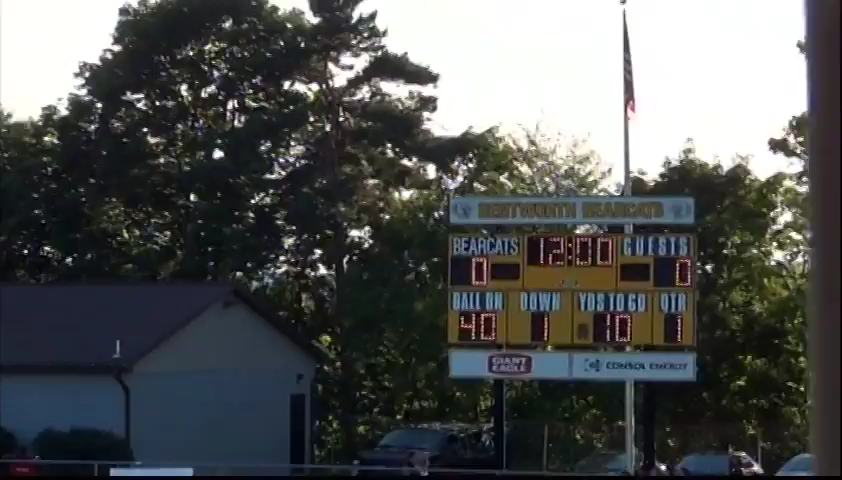 BENTWORTH BEARCATS
BEARCATS 12:00 GUESTS
0 0
BALL ON DOWN YDS TO GO QTR
40 1 10 1
GIANT EAGLE CONSOL ENERGY